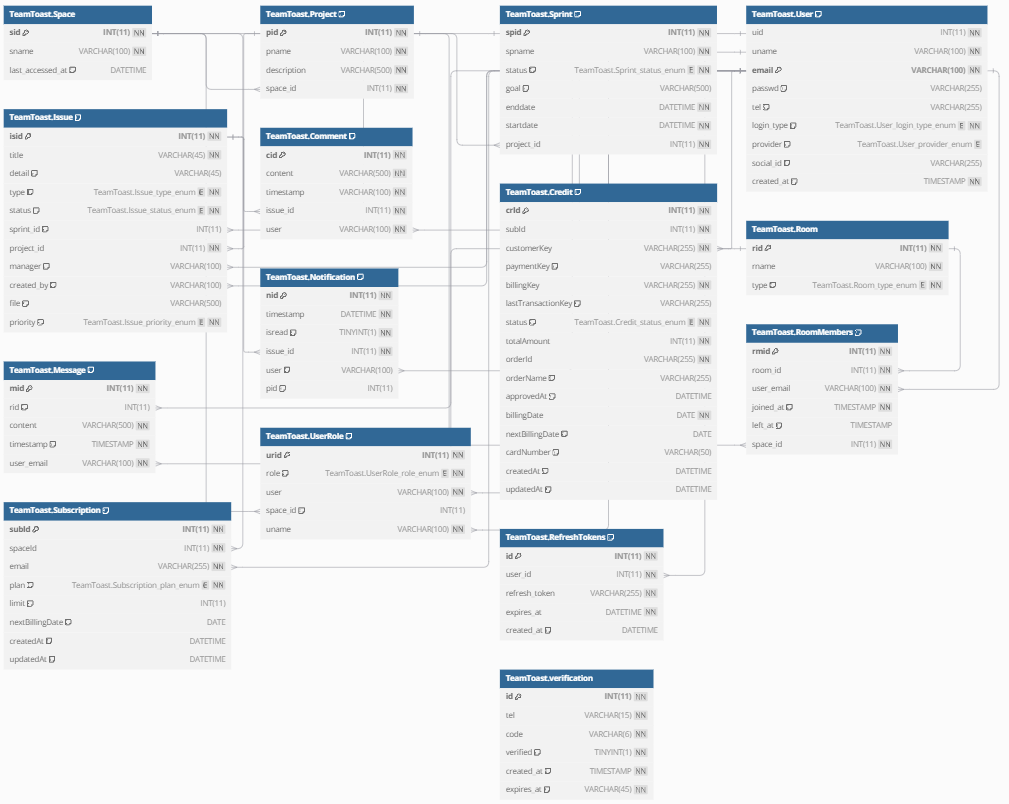 TeamToast.Space
sid INT(11) NN
sname VARCHAR(100) NN
last_accessed_at DATETIME
TeamToast.Issue
isid INT(11) NN
title VARCHAR(45) NN
detail VARCHAR(45)
type TeamToast.Issue_type_enum E NN
status TeamToast.Issue_status_enum E NN
sprint_id INT(11)
project_id INT(11) NN
manager VARCHAR(100)
created_by VARCHAR(100) NN
file VARCHAR(500)
priority TeamToast.Issue_priority_enum E NN
TeamToast.Message
mid INT(11) NN
rid INT(11)
content VARCHAR(500) NN
timestamp TIMESTAMP NN
user_email VARCHAR(100) NN
TeamToast.Subscription
subId INT(11) NN
spaceId INT(11) NN
email VARCHAR(255) NN
plan TeamToast.Subscription_plan_enum E NN
limit INT(11)
nextBillingDate DATE
createdAt DATETIME
updatedAt DATETIME
TeamToast.Project
pid INT(11) NN
pname VARCHAR(100) NN
description VARCHAR(500) NN
space_id INT(11) NN
TeamToast.Comment
cid INT(11) NN
content VARCHAR(500) NN
timestamp VARCHAR(100) NN
issue_id INT(11) NN
user VARCHAR(100) NN
TeamToast.Notification
nid INT(11) NN
timestamp DATETIME NN
isread TINYINT(1) NN
issue_id INT(11) NN
user VARCHAR(100)
pid INT(11)
TeamToast.UserRole
urid INT(11) NN
role TeamToast.UserRole_role_enum E NN
user VARCHAR(100) NN
space_id INT(11)
uname VARCHAR(100) NN
TeamToast.Sprint
spid INT(11) NN
spname VARCHAR(100) NN
status TeamToast.Sprint_status_enum E NN
goal VARCHAR(500)
enddate DATETIME NN
startdate DATETIME NN
project_id INT(11) NN
TeamToast.Credit
crId INT(11) NN
subId INT(11) NN
customerKey VARCHAR(255) NN
paymentKey VARCHAR(255)
billingKey VARCHAR(255)
lastTransactionKey VARCHAR(255)
status TeamToast.Credit_status_enum E NN
totalAmount INT(11) NN
orderId VARCHAR(255) NN
orderName VARCHAR(255)
approvedAt DATETIME
billingDate DATE NN
nextBillingDate DATE
cardNumber VARCHAR(50)
createdAt DATETIME
updatedAt DATETIME
TeamToast.RefreshTokens
id INT(11) NN
user_id INT(11) NN
refresh_token VARCHAR(255) NN
expires_at DATETIME NN
created_at DATETIME
TeamToast.verification
id INT(11) NN
tel VARCHAR(15) NN
code VARCHAR(6) NN
verified TINYINT(1) NN
created_at TIMESTAMP NN
expires_at VARCHAR(45) NN
TeamToast.User
uid INT(11) NN
uname VARCHAR(100) NN
email VARCHAR(100) NN
passwd VARCHAR(255)
tel VARCHAR(255)
login_type TeamToast.User_login_type_enum E NN
provider TeamToast.User_provider_enum E
social_id VARCHAR(255)
created_at TIMESTAMP NN
TeamToast.Room
rid INT(11) NN
rname VARCHAR(100) NN
type TeamToast.Room_type_enum E NN
TeamToast.RoomMembers
rmid INT(11) NN
room_id INT(11) NN
user_email VARCHAR(100) NN
joined_at TIMESTAMP NN
left_at TIMESTAMP
space_id INT(11) NN